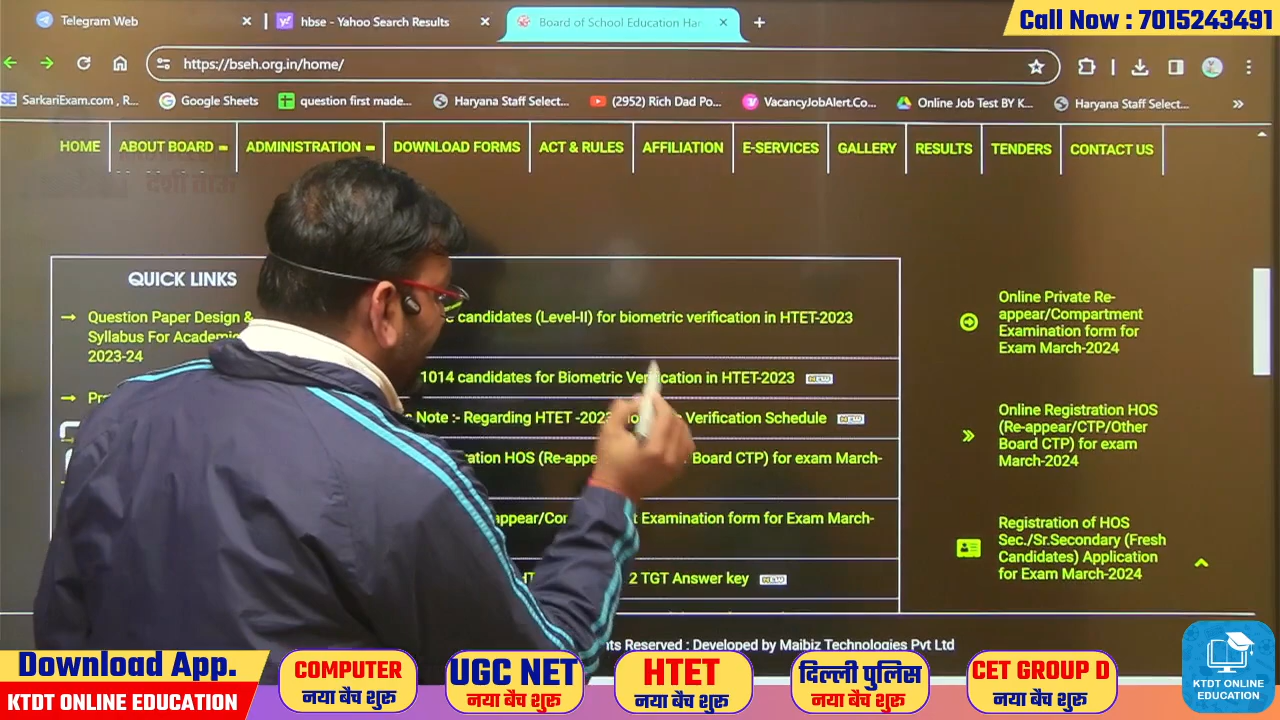 Telegram Web
hbse - Yahoo Search Results
Board of School Education Har
Call Now : 7015243491
https://bseh.org.in/home/
SarkariExam.com , R...
Google Sheets
question first made...
Haryana Staff Select...
(2952) Rich Dad Po...
VacancyJobAlert.Co...
Online Job Test BY K...
Haryana Staff Select...
HOME
ABOUT BOARD
ADMINISTRATION
DOWNLOAD FORMS
ACT & RULES
AFFILIATION
E-SERVICES
GALLERY
RESULTS
TENDERS
CONTACT US
QUICK LINKS
Question Paper Design &
Syllabus For Academic
2023-24
candidates (Level-II) for biometric verification in HTET-2023
1014 candidates for Biometric Verification in HTET-2023 NEW
Note :- Regarding HTET -2023 Verification Schedule NEW
HOS (Re-appe Board CTP) for exam March-
appear/Co Examination form for Exam March-
2 TGT Answer key NEW
Online Private Re-
appear/Compartment
Examination form for
Exam March-2024
Online Registration HOS
(Re-appear/CTP/Other
Board CTP) for exam
March-2024
Registration of HOS
Sec./Sr.Secondary (Fresh
Candidates) Application
for Exam March-2024
ts Reserved : Developed by Maibiz Technologies Pvt Ltd
Download App.
KTDT ONLINE EDUCATION
COMPUTER
नया बैच शुरू
UGC NET
नया बैच शुरू
HTET
नया बैच शुरू
दिल्ली पुलिस
नया बैच शुरू
CET GROUP D
नया बैच शुरू
KTDT ONLINE
EDUCATION